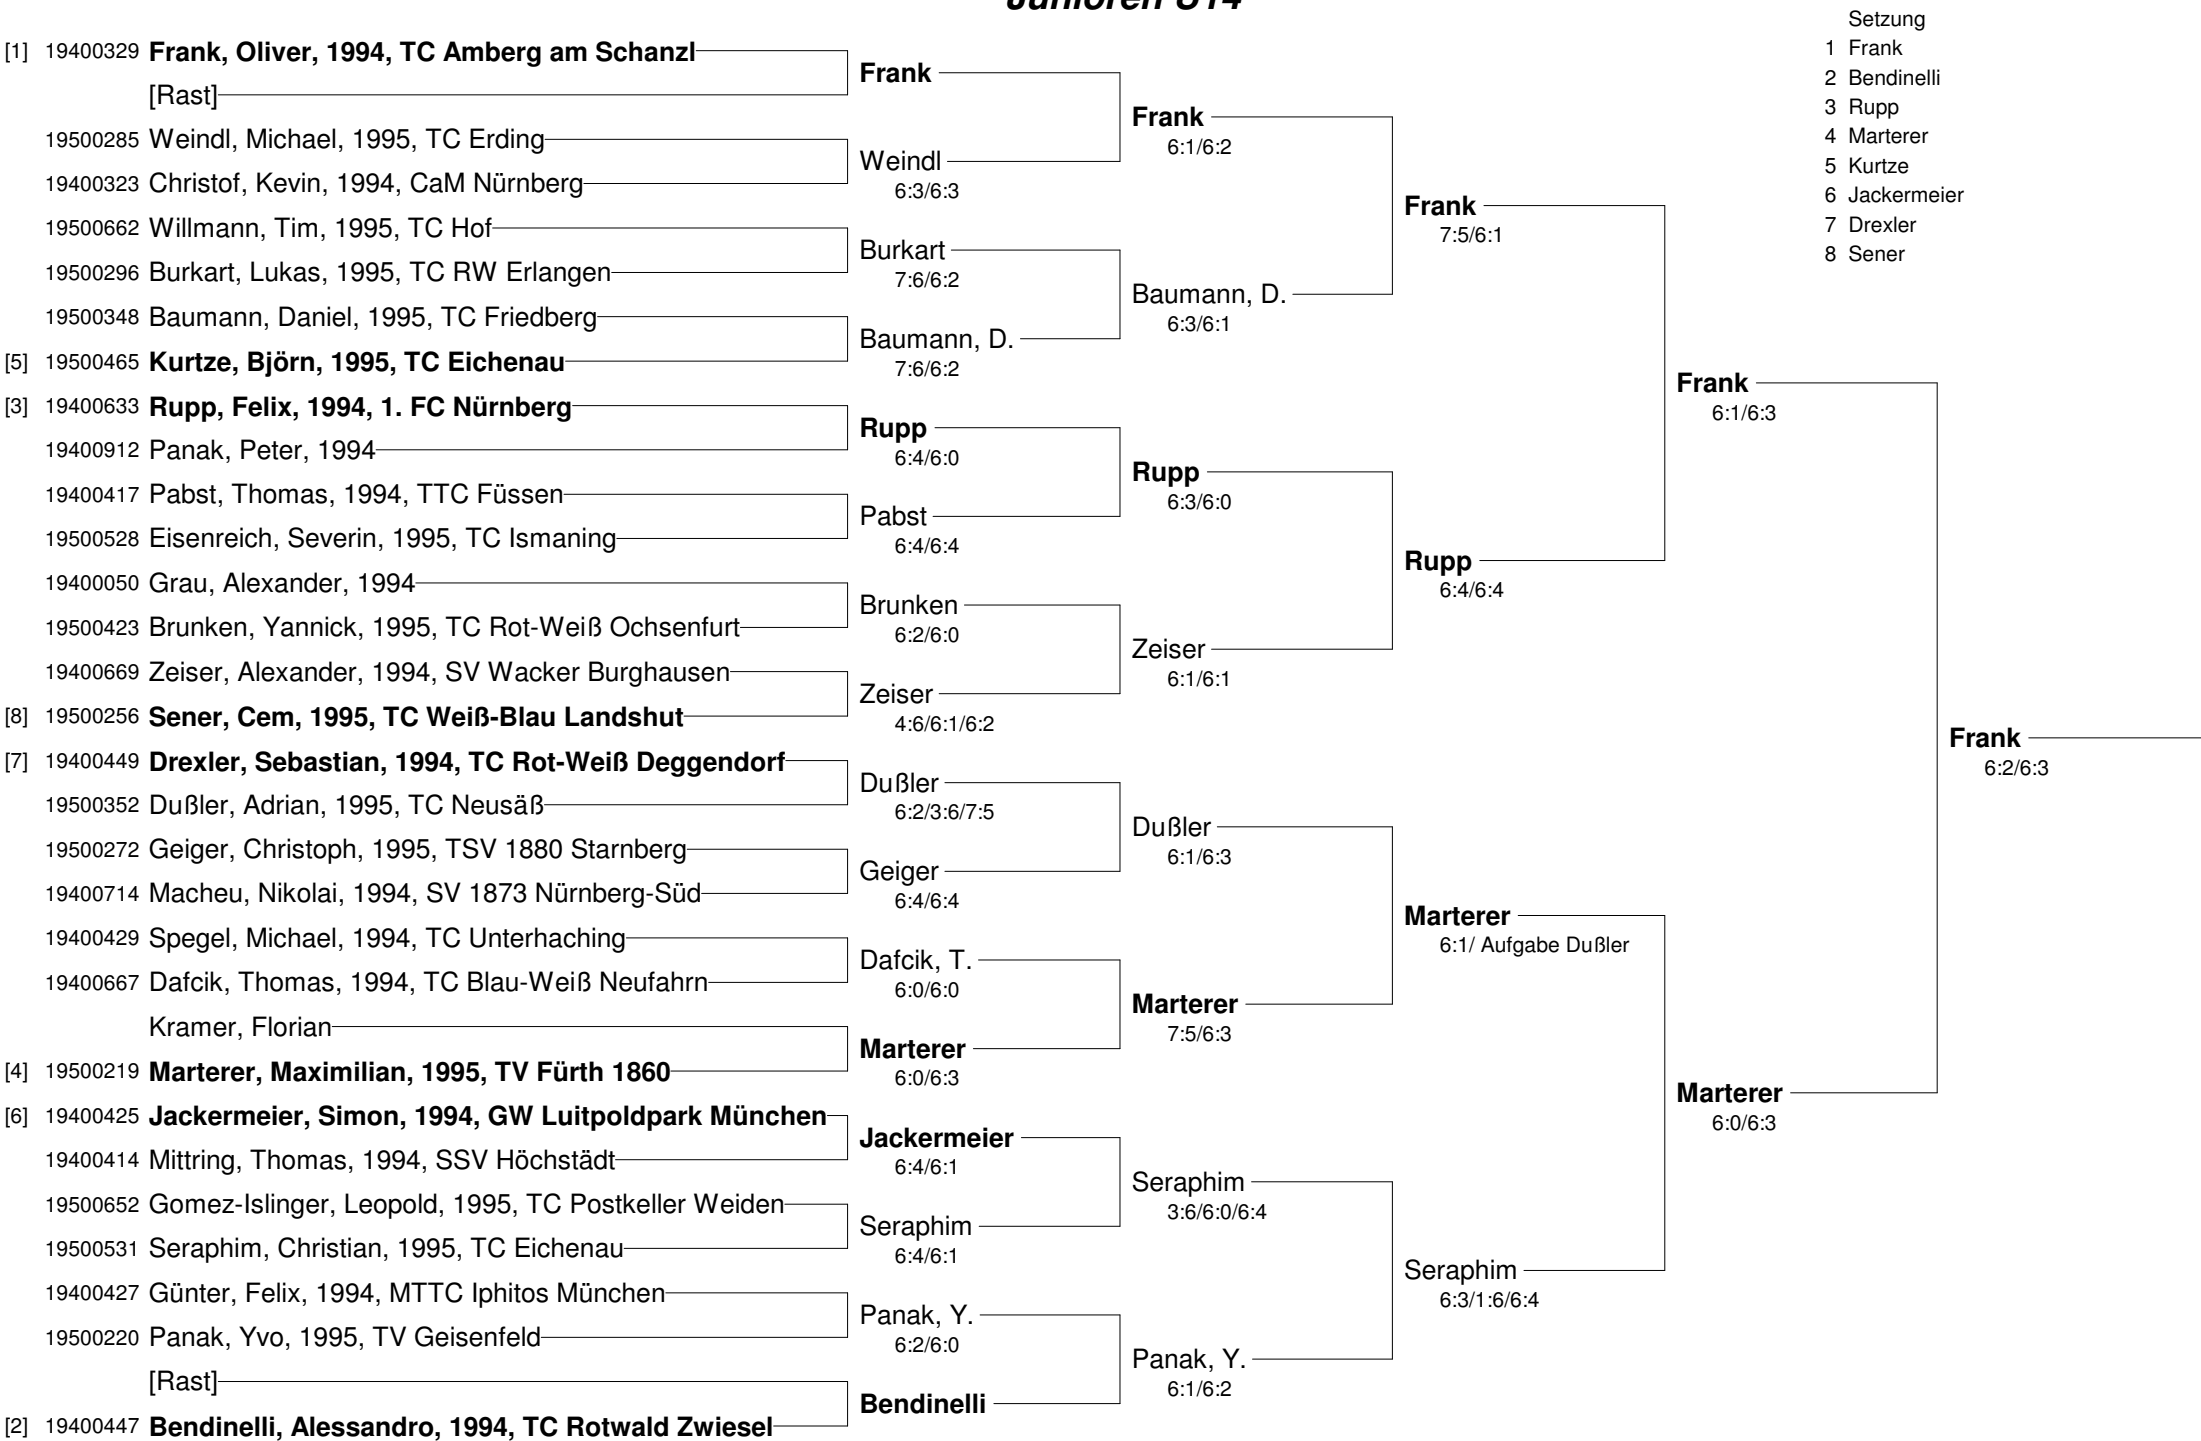 Junioren U14
Setzung
1 Frank
2 Bendinelli
3 Rupp
4 Marterer
5 Kurtze
6 Jackermeier
7 Drexler
8 Sener
[1] 19400329 Frank, Oliver, 1994, TC Amberg am Schanzl
[Rast]
19500285 Weindl, Michael, 1995, TC Erding
19400323 Christof, Kevin, 1994, CaM Nürnberg
19500662 Willmann, Tim, 1995, TC Hof
19500296 Burkart, Lukas, 1995, TC RW Erlangen
19500348 Baumann, Daniel, 1995, TC Friedberg
[5] 19500465 Kurtze, Björn, 1995, TC Eichenau
[3] 19400633 Rupp, Felix, 1994, 1. FC Nürnberg
19400912 Panak, Peter, 1994
19400417 Pabst, Thomas, 1994, TTC Füssen
19500528 Eisenreich, Severin, 1995, TC Ismaning
19400050 Grau, Alexander, 1994
19500423 Brunken, Yannick, 1995, TC Rot-Weiß Ochsenfurt
19400669 Zeiser, Alexander, 1994, SV Wacker Burghausen
[8] 19500256 Sener, Cem, 1995, TC Weiß-Blau Landshut
[7] 19400449 Drexler, Sebastian, 1994, TC Rot-Weiß Deggendorf
19500352 Dußler, Adrian, 1995, TC Neusäß
19500272 Geiger, Christoph, 1995, TSV 1880 Starnberg
19400714 Macheu, Nikolai, 1994, SV 1873 Nürnberg-Süd
19400429 Spegel, Michael, 1994, TC Unterhaching
19400667 Dafcik, Thomas, 1994, TC Blau-Weiß Neufahrn
Kramer, Florian
[4] 19500219 Marterer, Maximilian, 1995, TV Fürth 1860
[6] 19400425 Jackermeier, Simon, 1994, GW Luitpoldpark München
19400414 Mittring, Thomas, 1994, SSV Höchstädt
19500652 Gomez-Islinger, Leopold, 1995, TC Postkeller Weiden
19500531 Seraphim, Christian, 1995, TC Eichenau
19400427 Günter, Felix, 1994, MTTC Iphitos München
19500220 Panak, Yvo, 1995, TV Geisenfeld
[Rast]
[2] 19400447 Bendinelli, Alessandro, 1994, TC Rotwald Zwiesel
Frank
Weindl
6:3/6:3
Burkart
7:6/6:2
Baumann, D.
7:6/6:2
Rupp
6:4/6:0
Pabst
6:4/6:4
Brunken
6:2/6:0
Zeiser
4:6/6:1/6:2
Dußler
6:2/3:6/7:5
Geiger
6:4/6:4
Dafcik, T.
6:0/6:0
Marterer
6:0/6:3
Jackermeier
6:4/6:1
Seraphim
6:4/6:1
Panak, Y.
6:2/6:0
Bendinelli
Frank
6:1/6:2
Baumann, D.
6:3/6:1
Rupp
6:3/6:0
Zeiser
6:1/6:1
Dußler
6:1/6:3
Marterer
7:5/6:3
Seraphim
3:6/6:0/6:4
Panak, Y.
6:1/6:2
Frank
7:5/6:1
Rupp
6:4/6:4
Marterer
6:1/ Aufgabe Dußler
Seraphim
6:3/1:6/6:4
Frank
6:1/6:3
Marterer
6:0/6:3
Frank
6:2/6:3